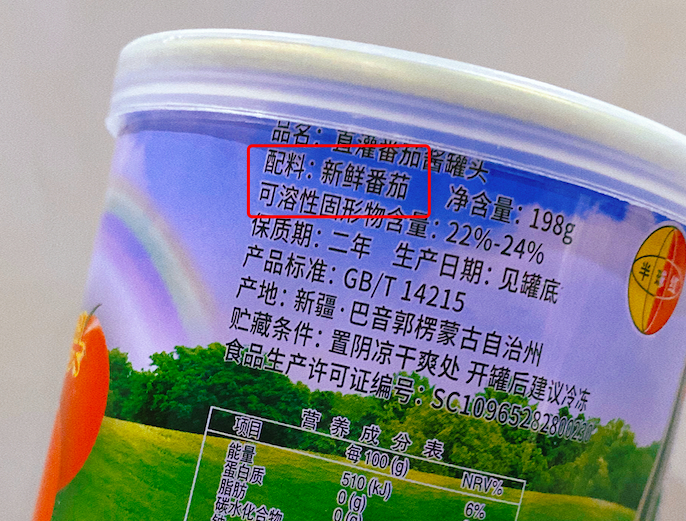 品名：直灌番茄酱罐头
配料：新鲜番茄 净含量：198g
可溶性固形物含量：22%-24%
保质期：二年 生产日期：见罐底
产品标准：GB/T 14215
产地：新疆·巴音郭楞蒙古自治州
贮藏条件：置阴凉干爽处 开罐后建议冷冻
食品生产许可证编号：SC1096528280020
半球红
营养成分表
项目 每100(g) NRV%
能量 510(kJ) 6%
蛋白质 0(g)
脂肪 0(g)
碳水化合物